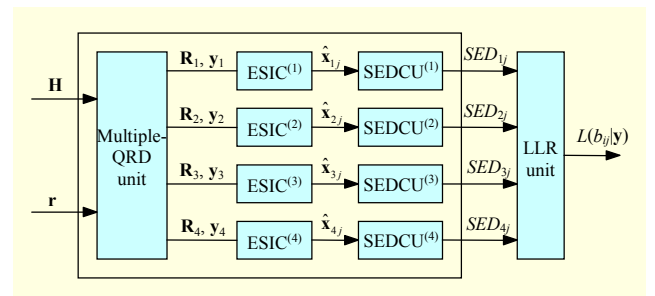 H
r
Multiple-
QRD
unit
R₁, y₁
ESIC⁽¹⁾
x̂₁ⱼ
SEDCU⁽¹⁾
SED₁ⱼ
R₂, y₂
ESIC⁽²⁾
x̂₂ⱼ
SEDCU⁽²⁾
SED₂ⱼ
R₃, y₃
ESIC⁽³⁾
x̂₃ⱼ
SEDCU⁽³⁾
SED₃ⱼ
R₄, y₄
ESIC⁽⁴⁾
x̂₄ⱼ
SEDCU⁽⁴⁾
SED₄ⱼ
LLR
unit
L(bᵢⱼ|y)